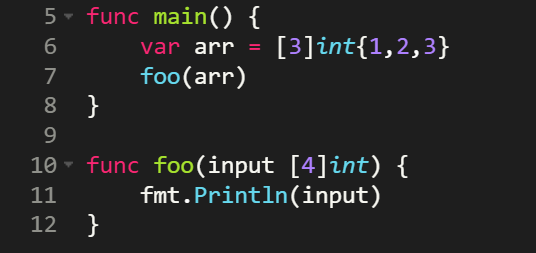 5 func main() {
6     var arr = [3]int{1,2,3}
7     foo(arr)
8 }
9
10 func foo(input [4]int) {
11     fmt.Println(input)
12 }